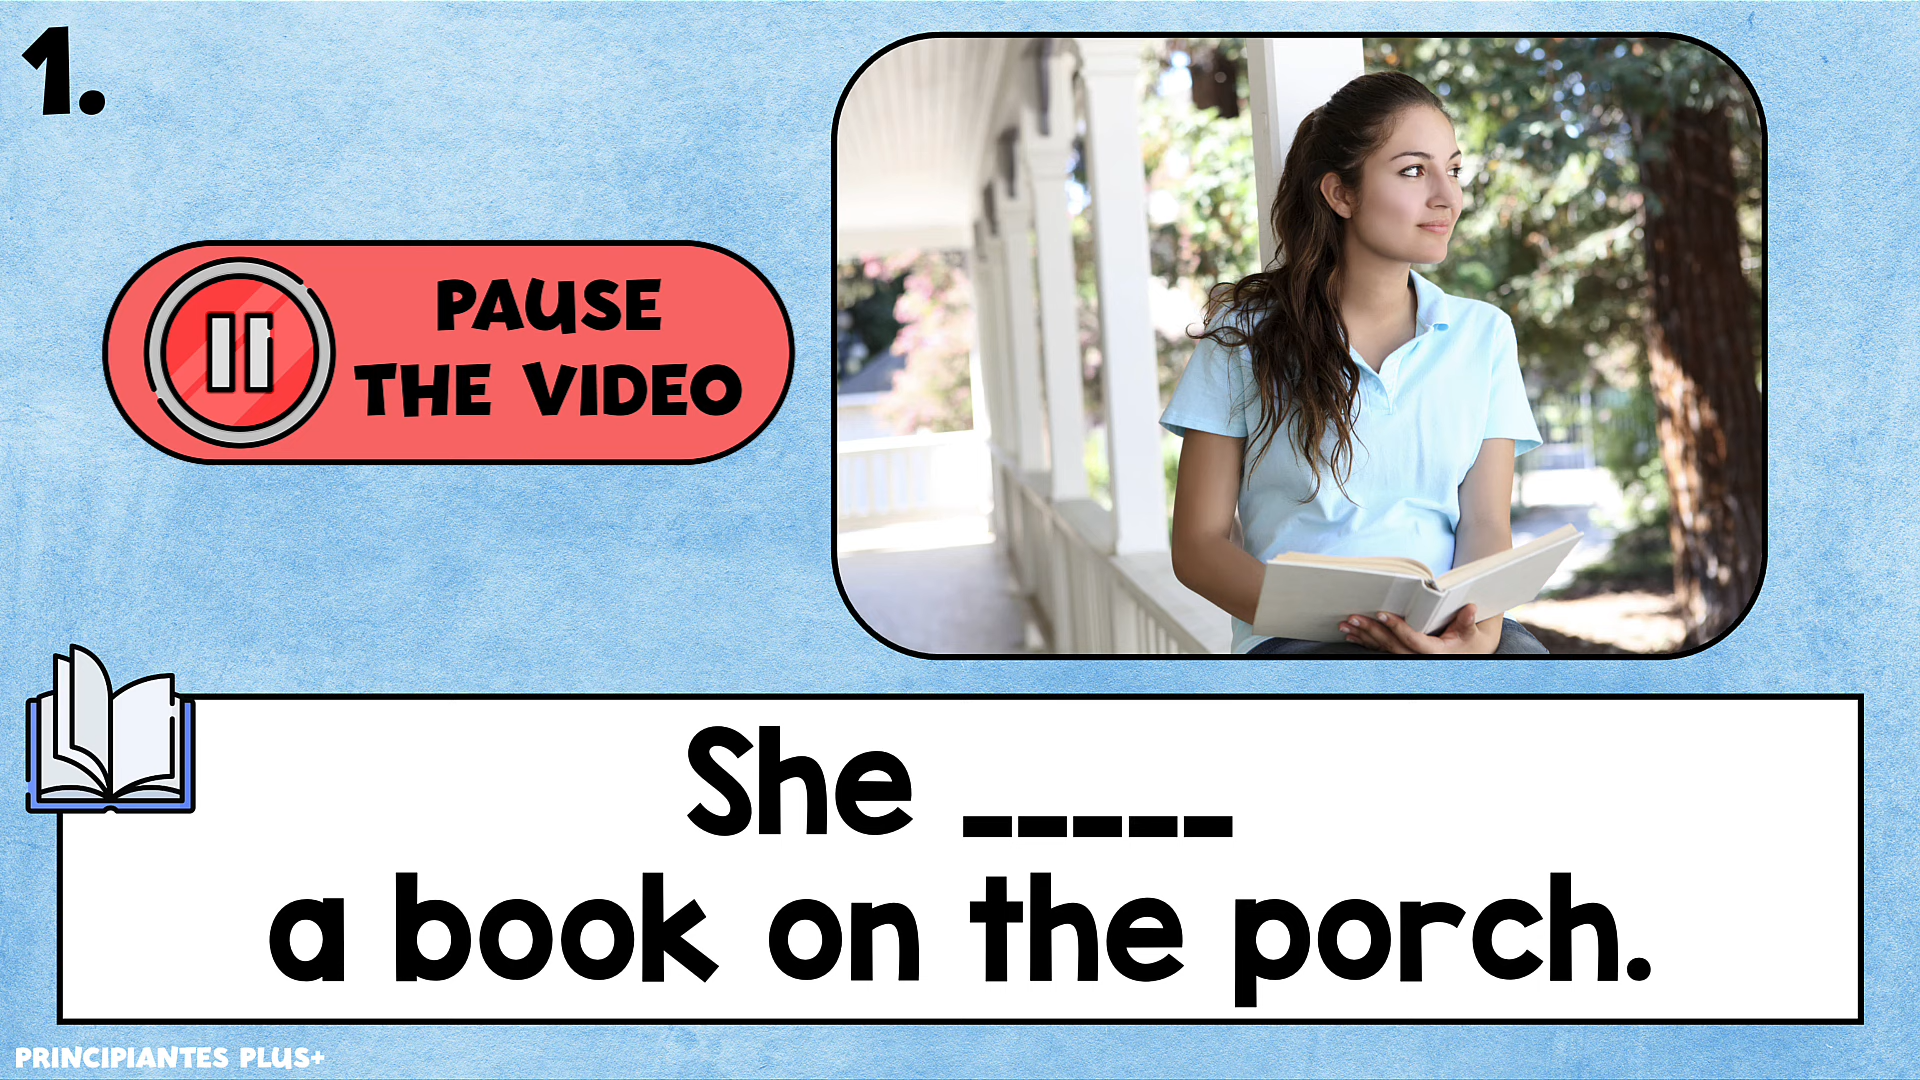 1.
PAUSE
THE VIDEO
She _____
a book on the porch.
PRINCIPIANTES PLUS+